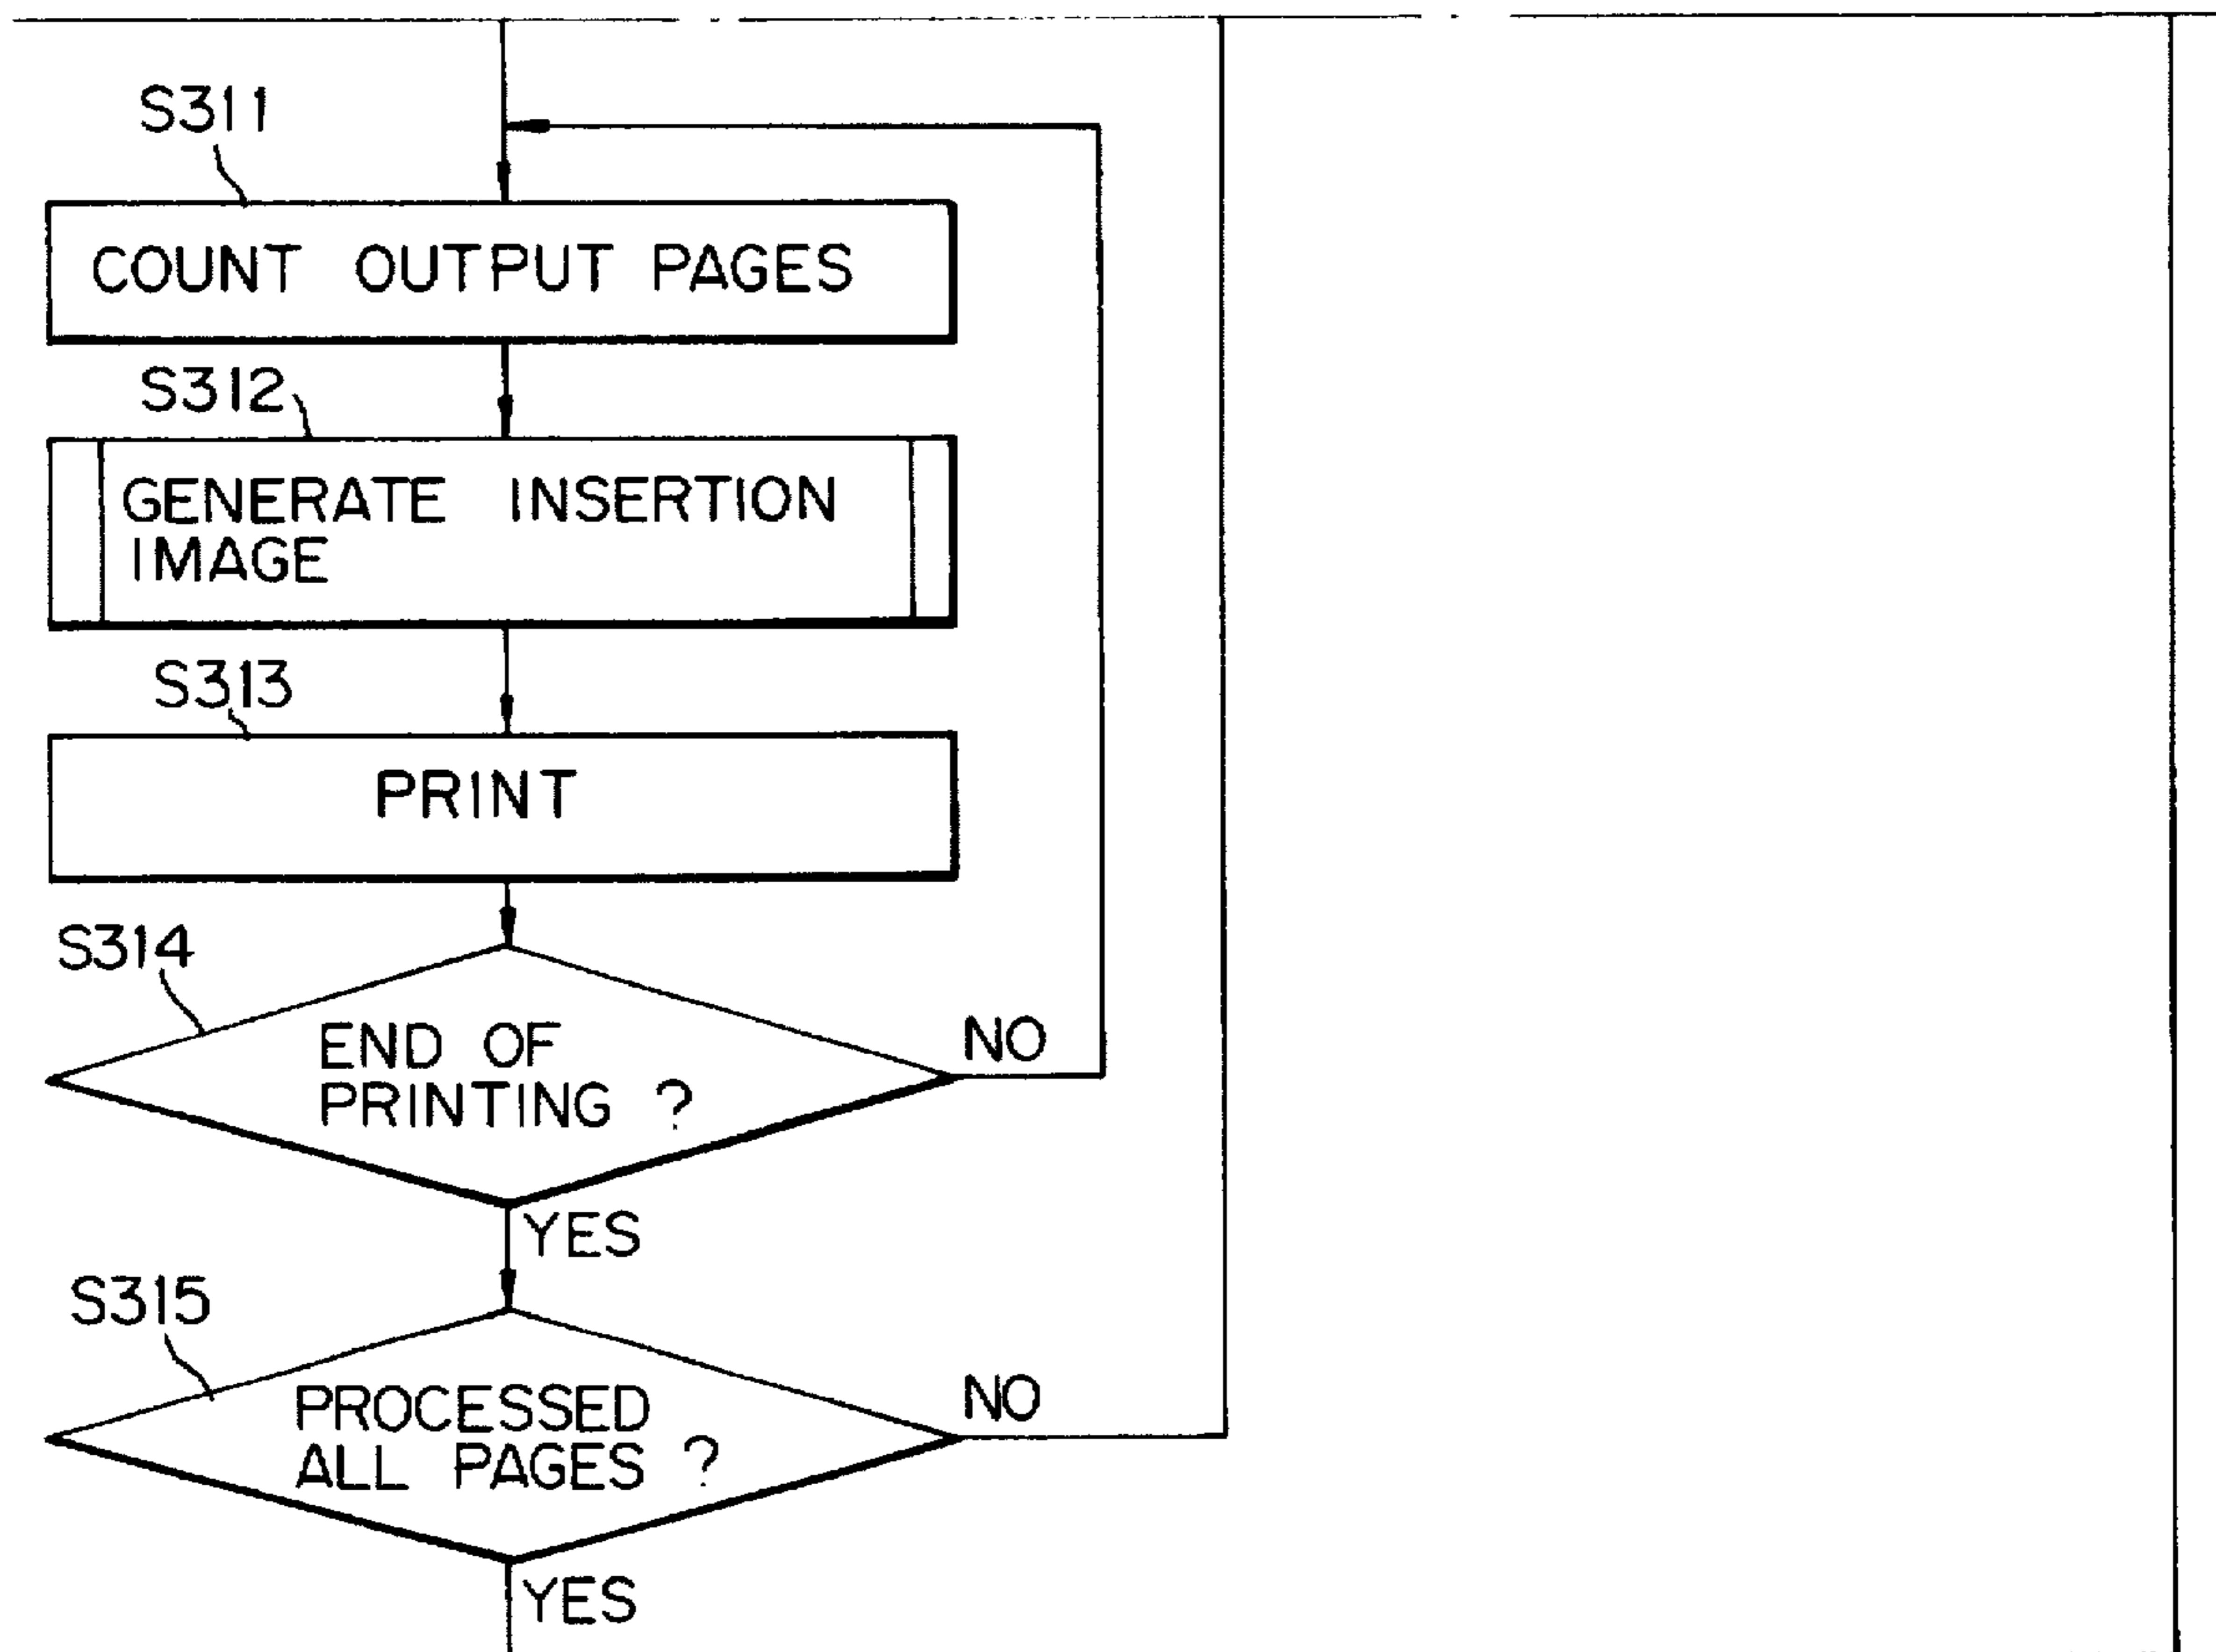 S311
COUNT OUTPUT PAGES
S312
GENERATE INSERTION
IMAGE
S313
PRINT
S314
END OF
PRINTING ?
NO
YES
S315
PROCESSED
ALL PAGES ?
NO
YES